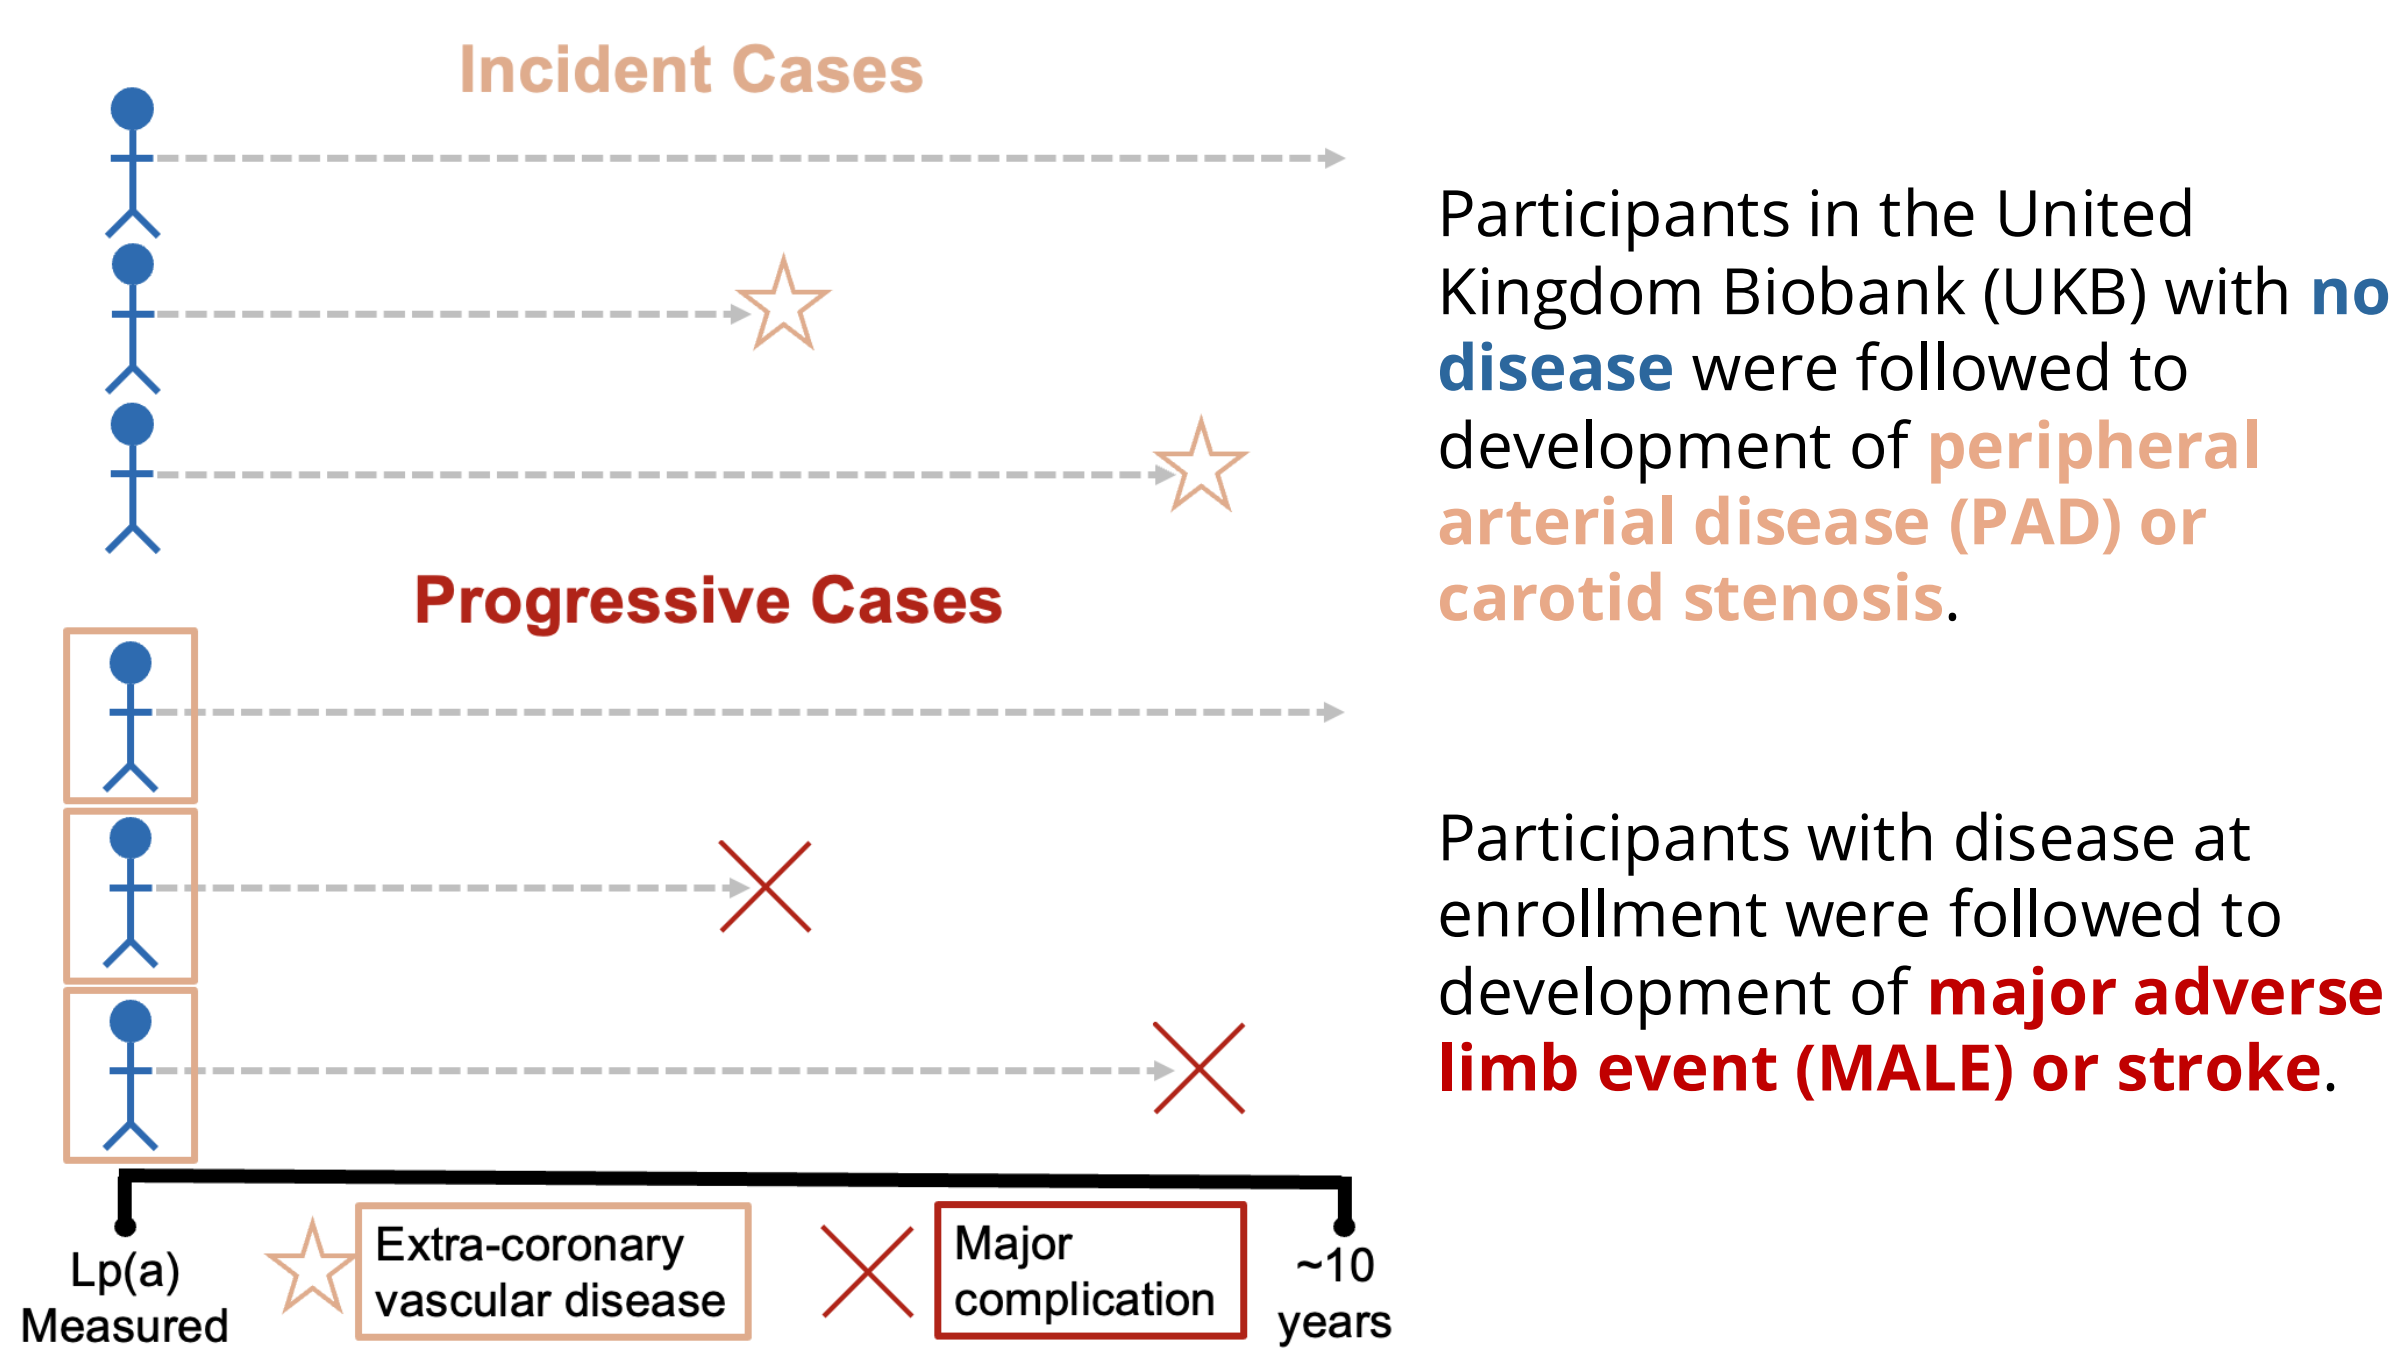 Incident Cases
Participants in the United
Kingdom Biobank (UKB) with no
disease were followed to
development of peripheral
arterial disease (PAD) or
carotid stenosis.
Progressive Cases
Participants with disease at
enrollment were followed to
development of major adverse
limb event (MALE) or stroke.
Lp(a)
Measured
Extra-coronary
vascular disease
Major
complication
~10
years